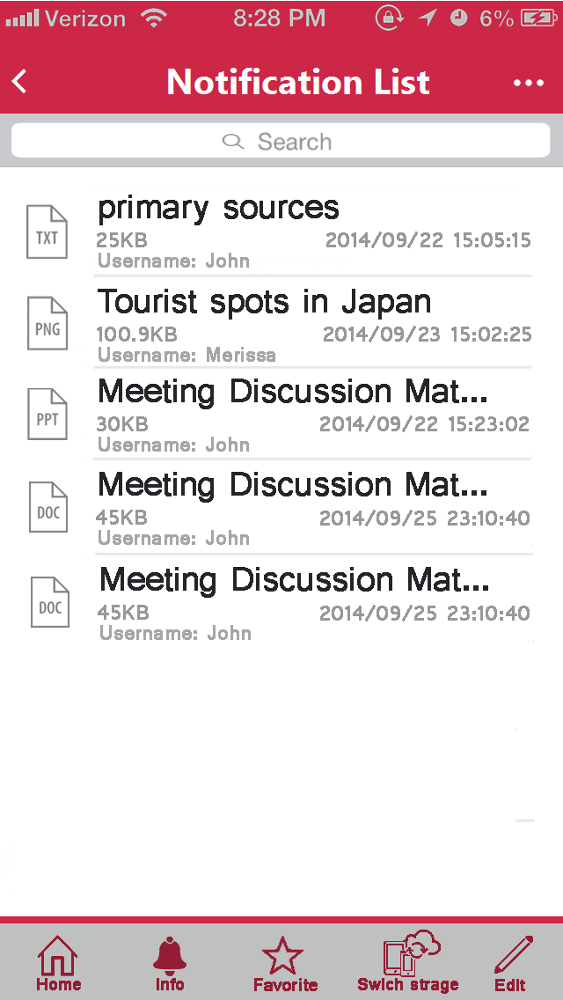 Verizon 8:28 PM 6%
Notification List
Search
primary sources
TXT
25KB 2014/09/22 15:05:15
Username: John
Tourist spots in Japan
PNG
100.9KB 2014/09/23 15:02:25
Username: Merissa
Meeting Discussion Mat...
PPT
30KB 2014/09/22 15:23:02
Username: John
Meeting Discussion Mat...
DOC
45KB 2014/09/25 23:10:40
Username: John
Meeting Discussion Mat...
DOC
45KB 2014/09/25 23:10:40
Username: John
Home Info Favorite Swich strage Edit